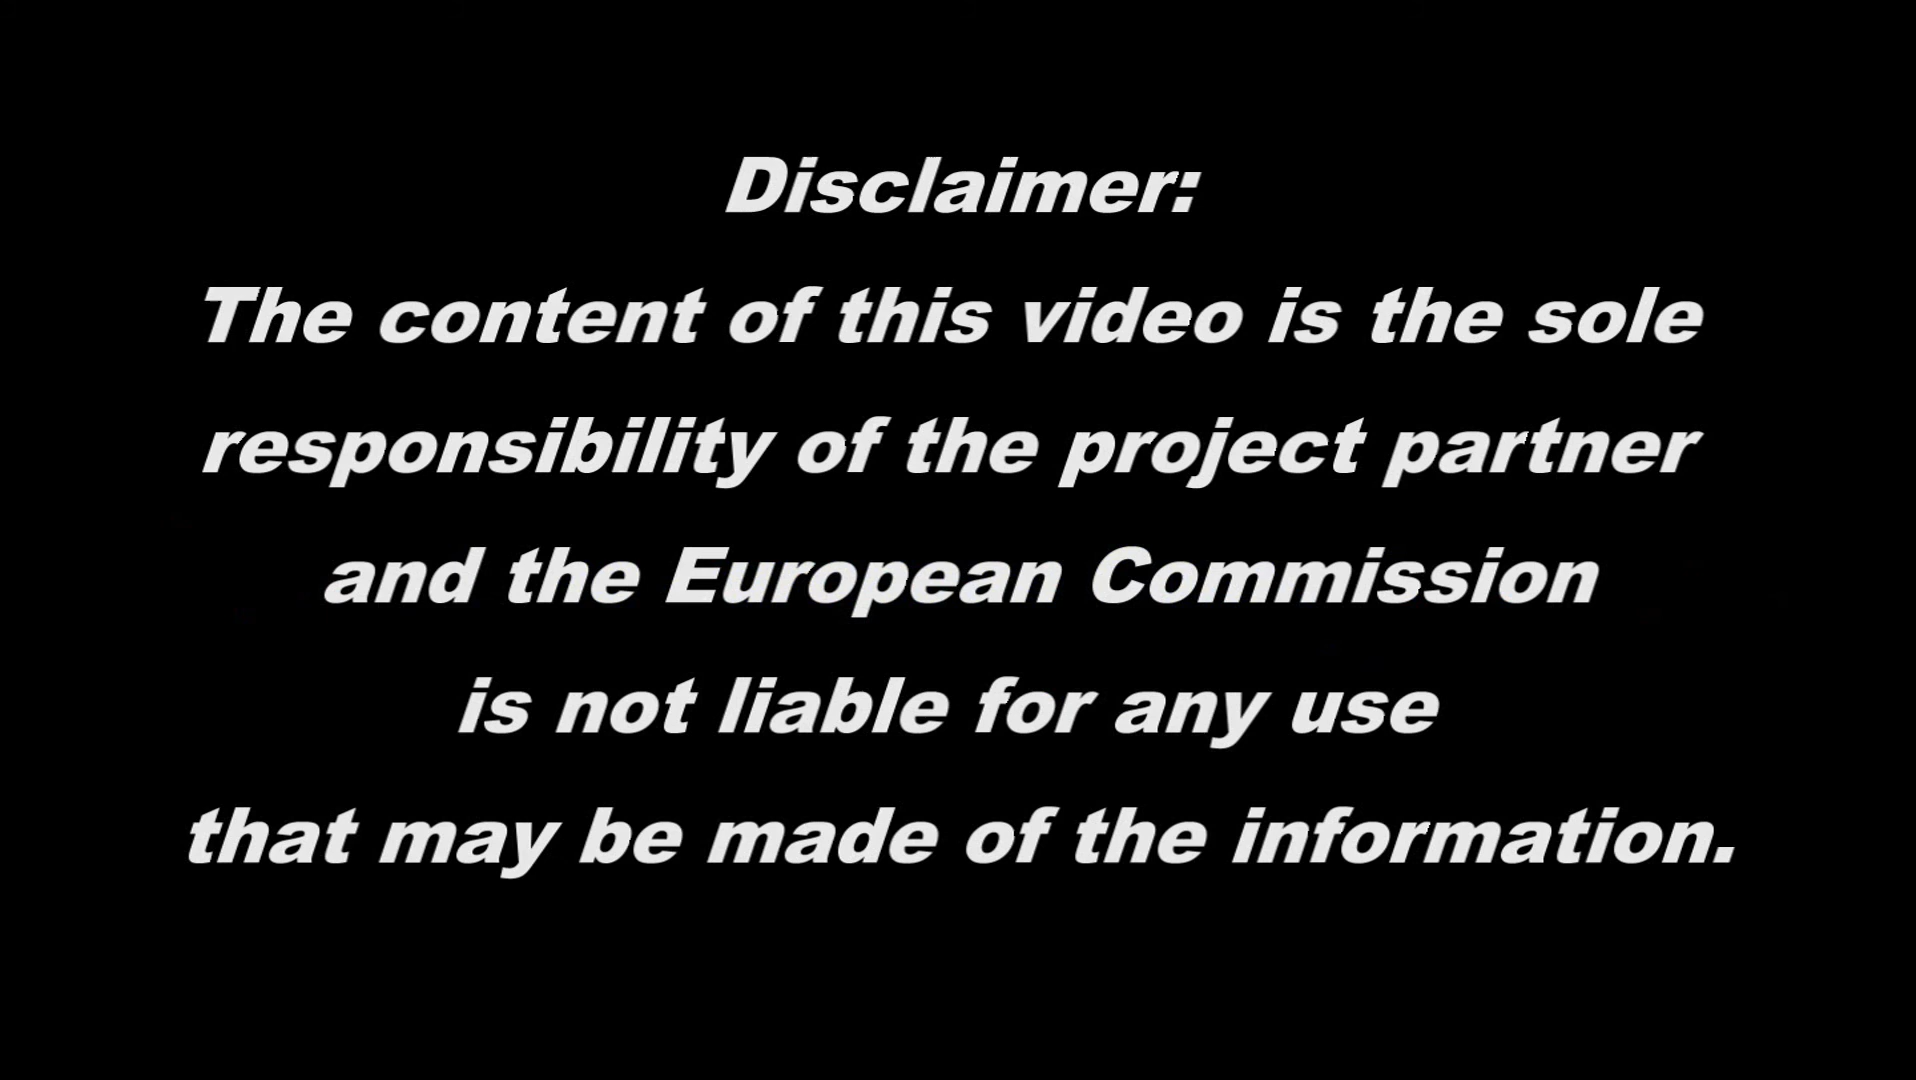 Disclaimer:
The content of this video is the sole
responsibility of the project partner
and the European Commission
is not liable for any use
that may be made of the information.